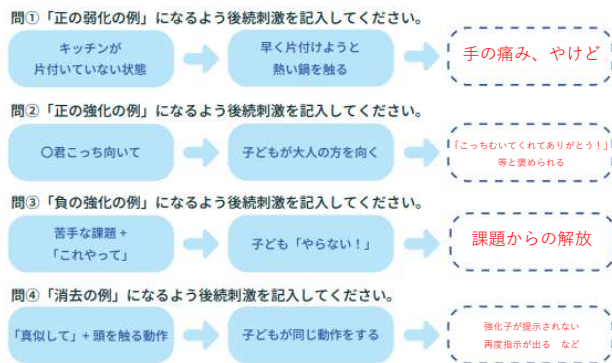 問①「正の弱化の例」になるよう後続刺激を記入してください。
キッチンが
片付いていない状態
早く片付けようと
熱い鍋を触る
手の痛み、やけど
問②「正の強化の例」になるよう後続刺激を記入してください。
〇君こっち向いて
子どもが大人の方を向く
「こっちむいてくれてありがとう！」
等と褒められる
問③「負の強化の例」になるよう後続刺激を記入してください。
苦手な課題＋
「これやって」
子ども「やらない！」
課題からの解放
問④「消去の例」になるよう後続刺激を記入してください。
「真似して」＋頭を触る動作
子どもが同じ動作をする
強化子が提示されない
再度指示が出る　など